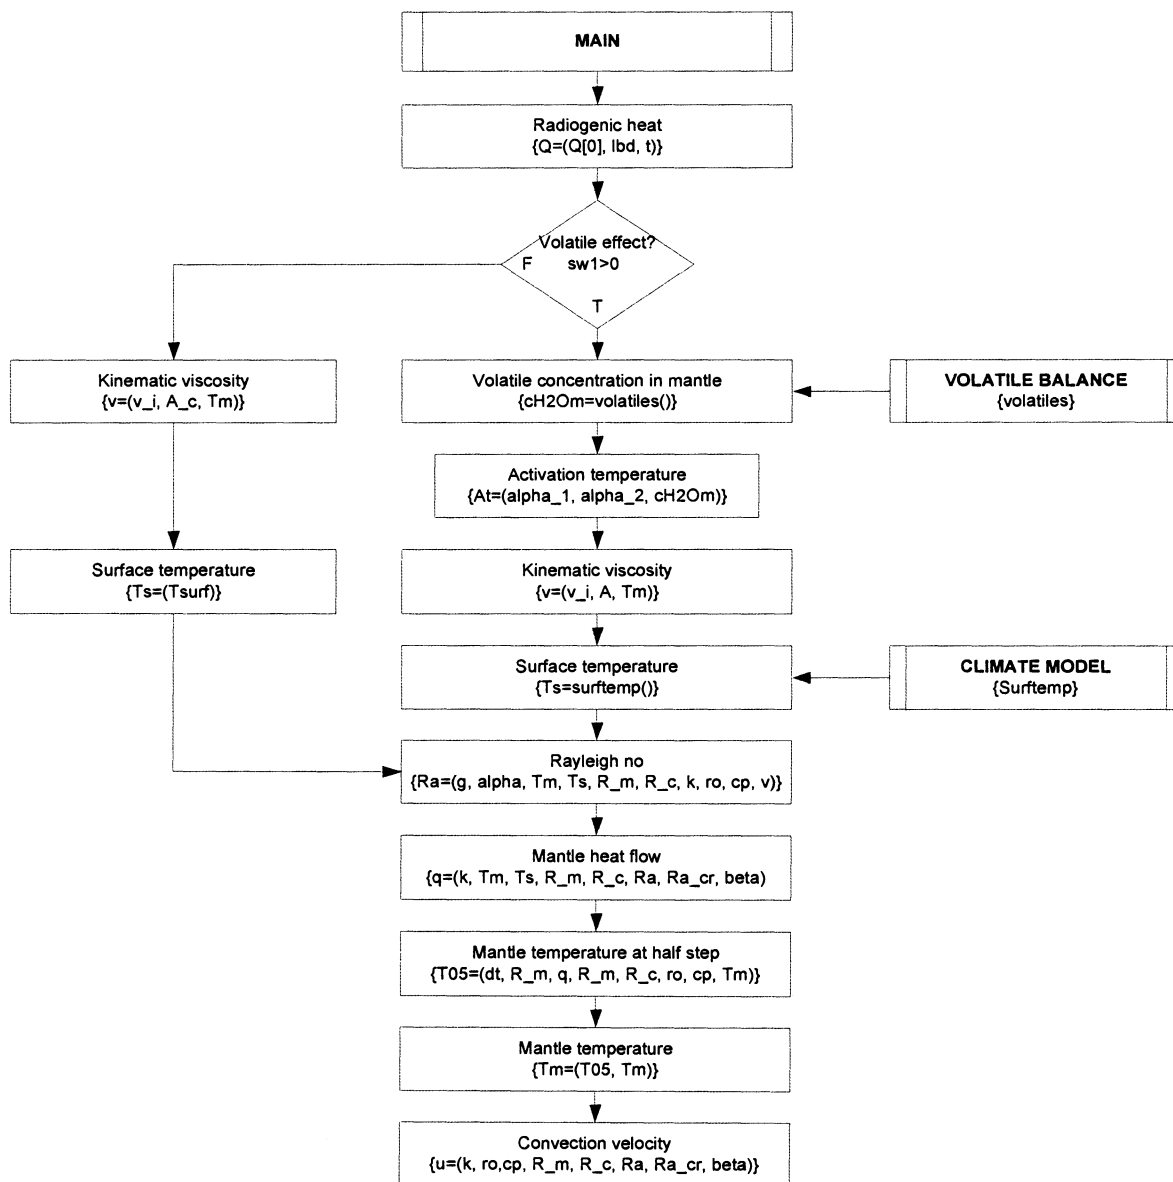 MAIN
Radiogenic heat
{Q=(Q[0], lbd, t)}
Volatile effect?
F sw1>0
T
Kinematic viscosity
{v=(v_i, A_c, Tm)}
Volatile concentration in mantle
{cH2Om=volatiles()}
VOLATILE BALANCE
{volatiles}
Activation temperature
{At=(alpha_1, alpha_2, cH2Om)}
Surface temperature
{Ts=(Tsurf)}
Kinematic viscosity
{v=(v_i, A, Tm)}
Surface temperature
{Ts=surftemp()}
CLIMATE MODEL
{Surftemp}
Rayleigh no
{Ra=(g, alpha, Tm, Ts, R_m, R_c, k, ro, cp, v)}
Mantle heat flow
{q=(k, Tm, Ts, R_m, R_c, Ra, Ra_cr, beta)
Mantle temperature at half step
{T05=(dt, R_m, q, R_m, R_c, ro, cp, Tm)}
Mantle temperature
{Tm=(T05, Tm)}
Convection velocity
{u=(k, ro,cp, R_m, R_c, Ra, Ra_cr, beta)}